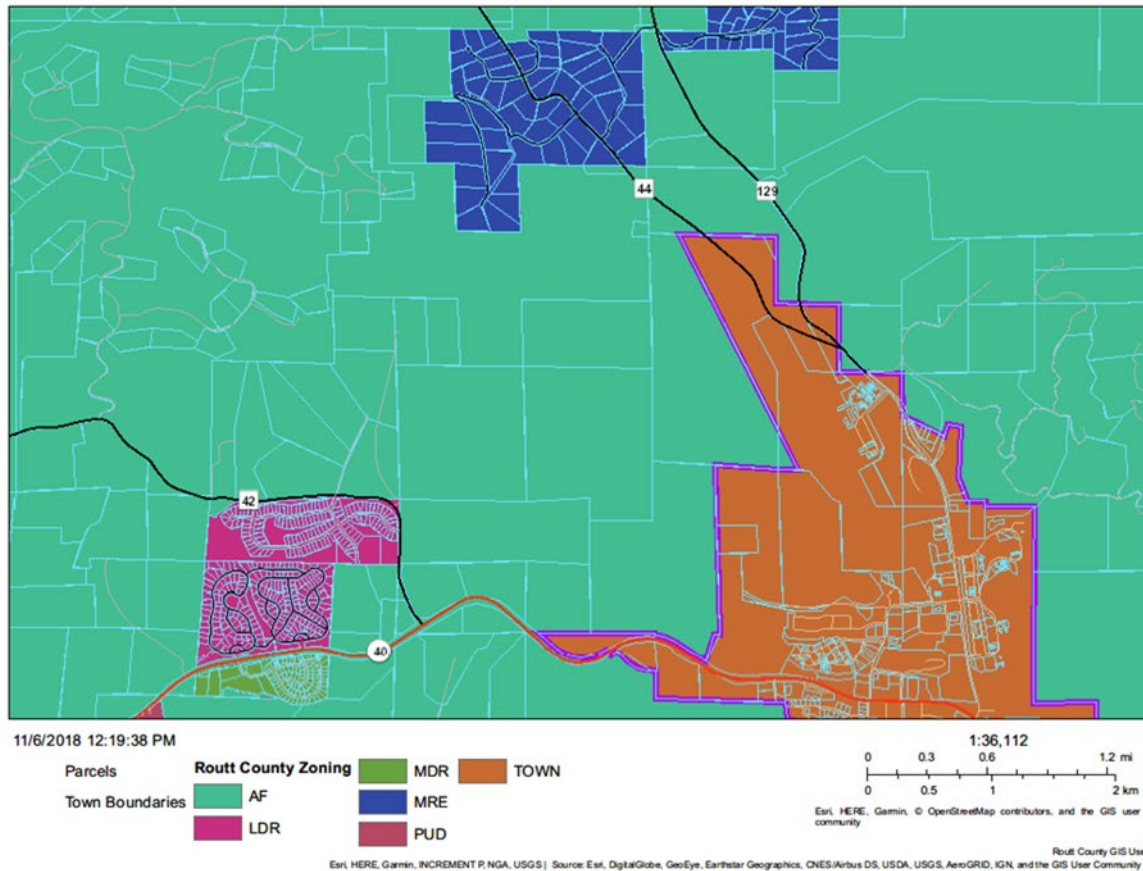 44
129
42
40
11/6/2018 12:19:38 PM
1:36,112
Parcels
Town Boundaries
Routt County Zoning
AF
LDR
MDR
MRE
PUD
TOWN
0 0.3 0.6 1.2 mi
0 0.5 1 2 km
Esri, HERE, Garmin, © OpenStreetMap contributors, and the GIS user
community
Routt County GIS Use
Esri, HERE, Garmin, INCREMENT P, NGA, USGS | Source: Esri, DigitalGlobe, GeoEye, Earthstar Geographics, CNES/Airbus DS, USDA, USGS, AeroGRID, IGN, and the GIS User Community